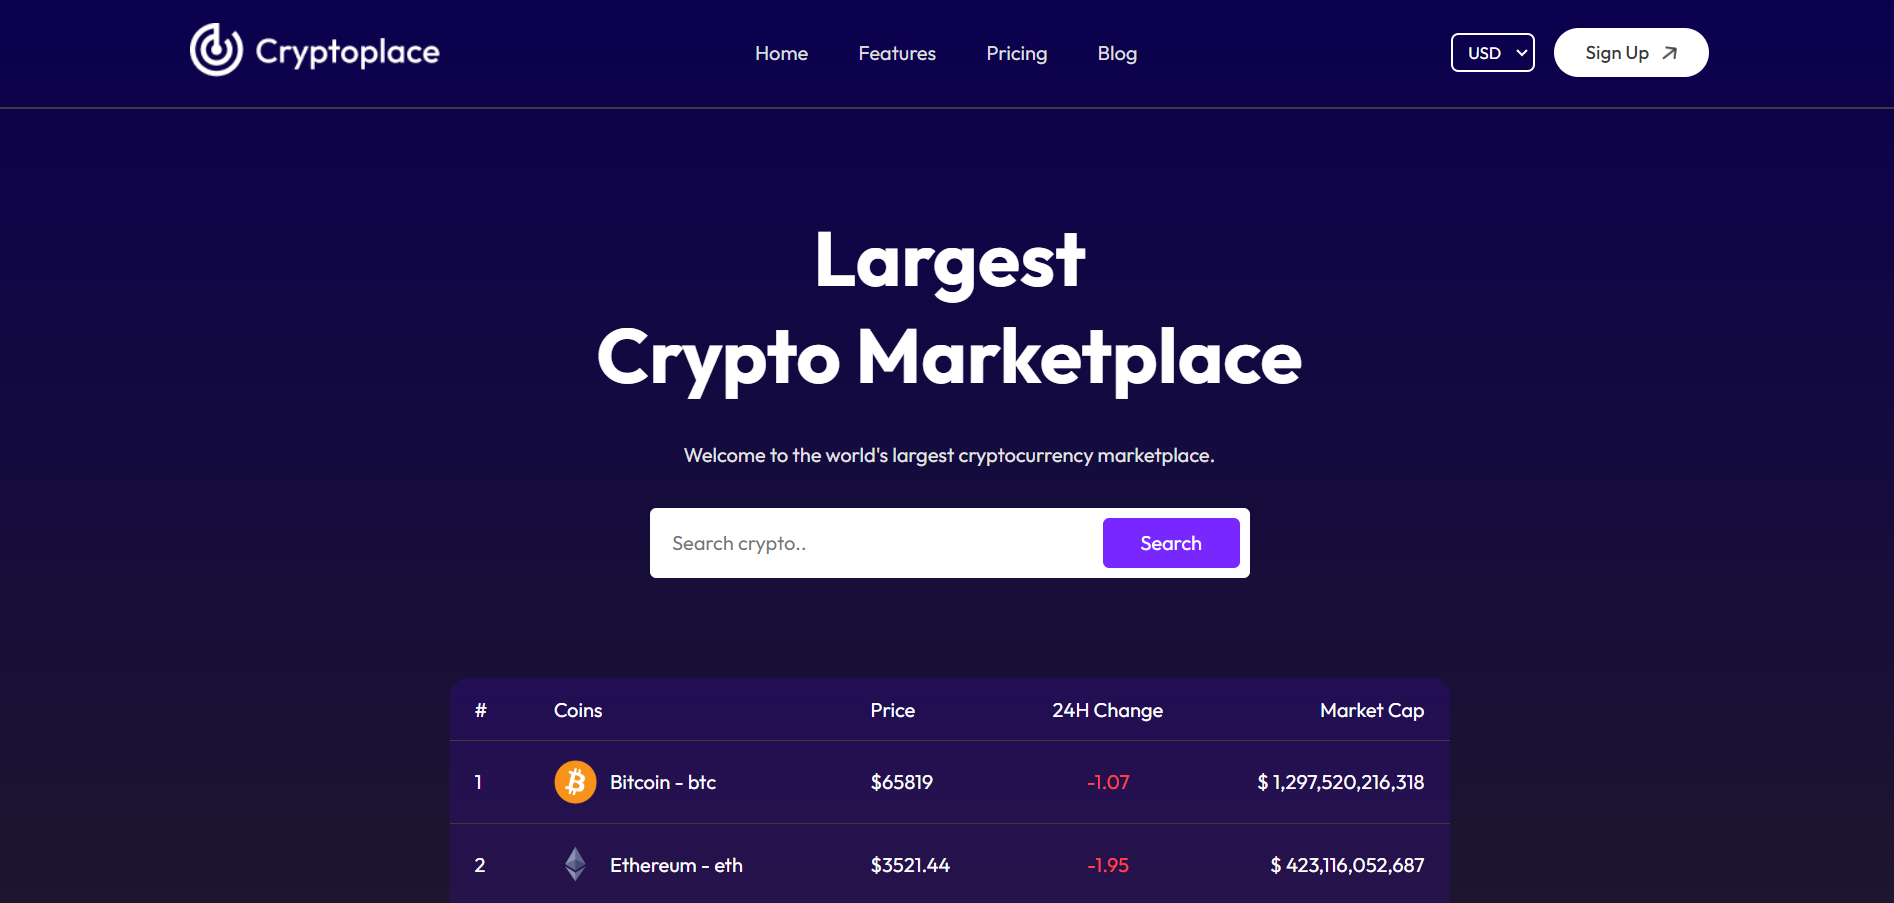 Cryptoplace Home Features Pricing Blog USD Sign Up
Largest
Crypto Marketplace
Welcome to the world's largest cryptocurrency marketplace.
Search crypto.. Search
# Coins Price 24H Change Market Cap
1 Bitcoin - btc $65819 -1.07 $ 1,297,520,216,318
2 Ethereum - eth $3521.44 -1.95 $ 423,116,052,687